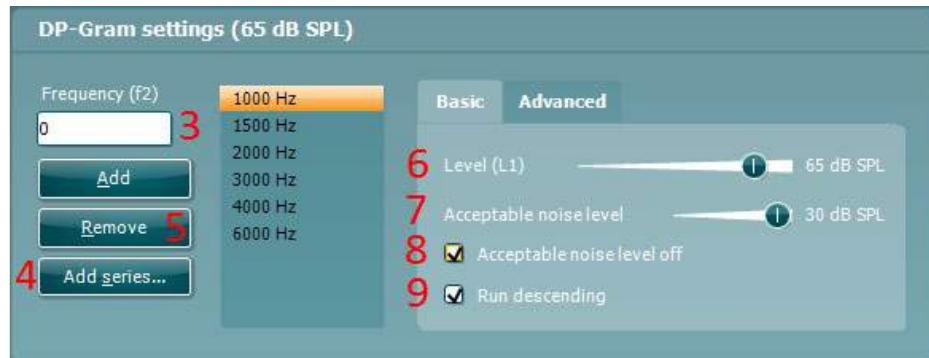 DP-Gram settings (65 dB SPL)
Frequency (f2)
0
3
Add
Remove 5
4 Add series...
1000 Hz
1500 Hz
2000 Hz
3000 Hz
4000 Hz
6000 Hz
Basic Advanced
6 Level (L1) 65 dB SPL
7 Acceptable noise level 30 dB SPL
8 Acceptable noise level off
9 Run descending